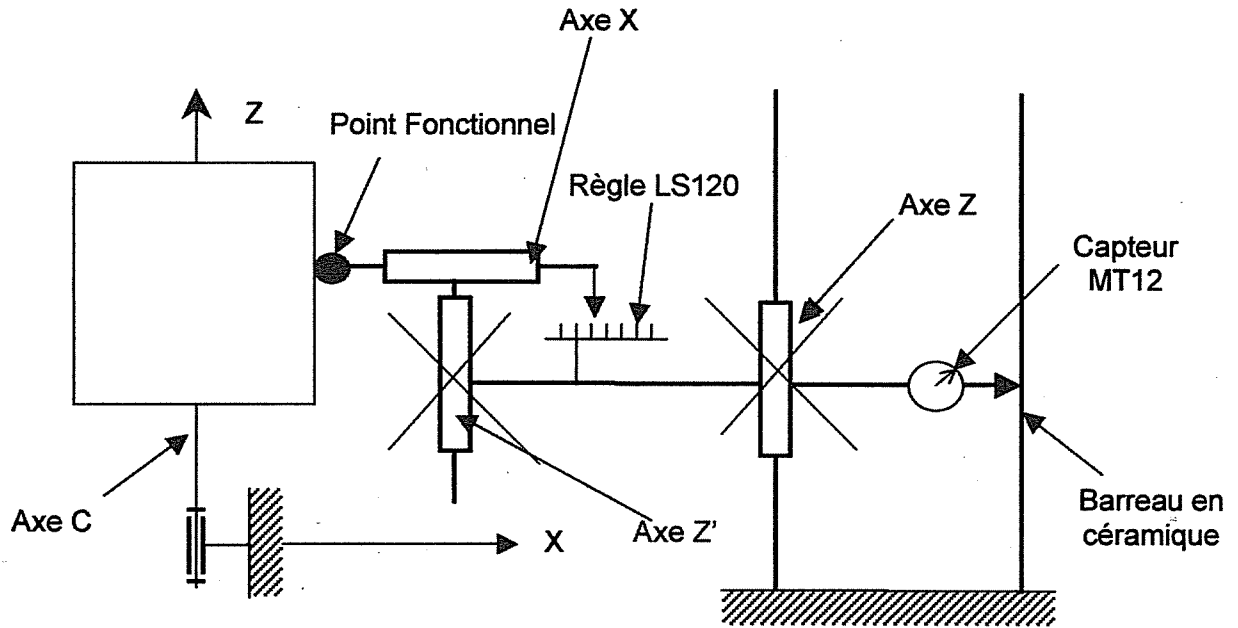 Axe X
Z
Point Fonctionnel
Règle LS120
Axe Z
Capteur
MT12
Axe C
X
Axe Z'
Barreau en
céramique